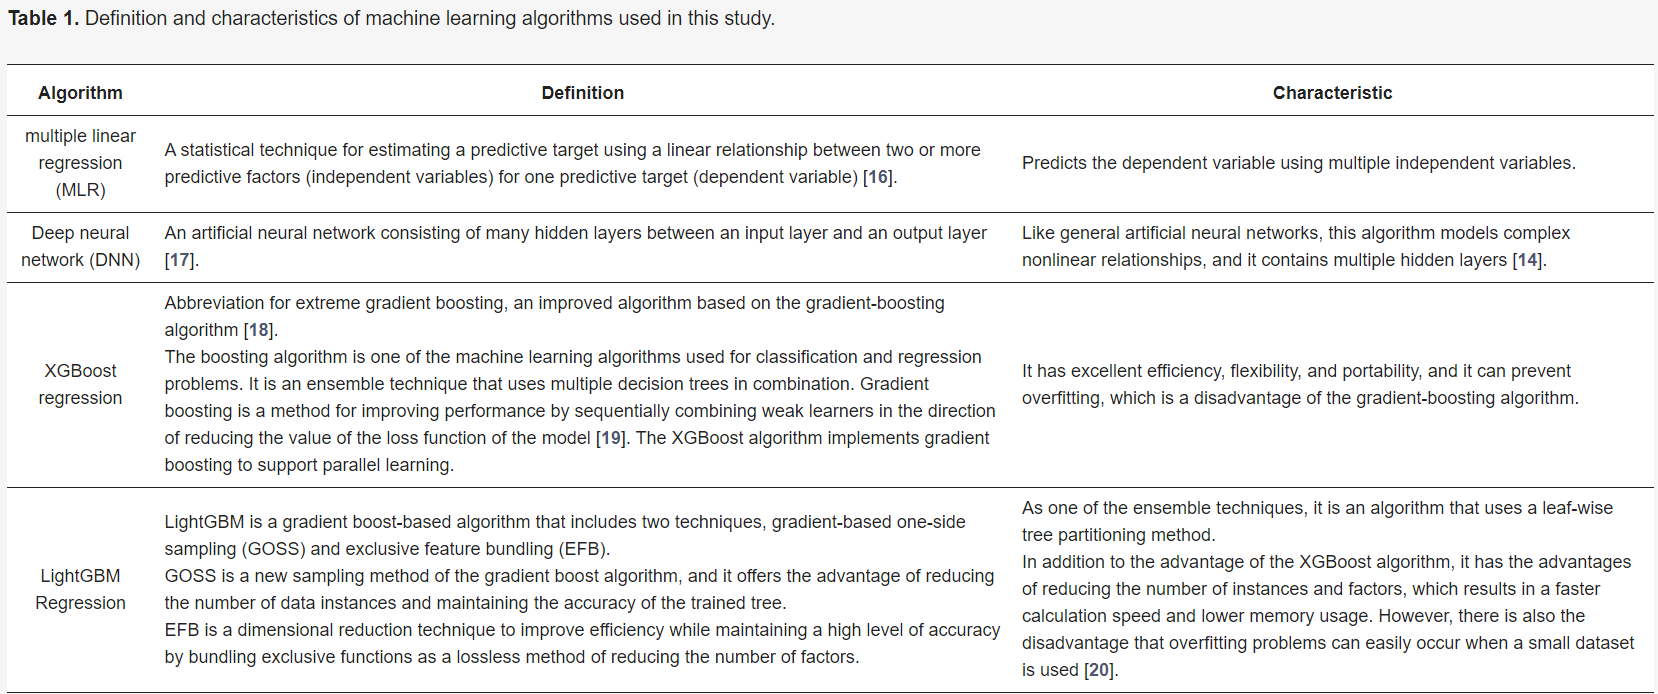 Table 1. Definition and characteristics of machine learning algorithms used in this study.
Algorithm
Definition
Characteristic
multiple linear
regression
(MLR)
A statistical technique for estimating a predictive target using a linear relationship between two or more
predictive factors (independent variables) for one predictive target (dependent variable) [16].
Predicts the dependent variable using multiple independent variables.
Deep neural
network (DNN)
An artificial neural network consisting of many hidden layers between an input layer and an output layer
[17].
Like general artificial neural networks, this algorithm models complex
nonlinear relationships, and it contains multiple hidden layers [14].
XGBoost
regression
Abbreviation for extreme gradient boosting, an improved algorithm based on the gradient-boosting
algorithm [18].
The boosting algorithm is one of the machine learning algorithms used for classification and regression
problems. It is an ensemble technique that uses multiple decision trees in combination. Gradient
boosting is a method for improving performance by sequentially combining weak learners in the direction
of reducing the value of the loss function of the model [19]. The XGBoost algorithm implements gradient
boosting to support parallel learning.
It has excellent efficiency, flexibility, and portability, and it can prevent
overfitting, which is a disadvantage of the gradient-boosting algorithm.
LightGBM
Regression
LightGBM is a gradient boost-based algorithm that includes two techniques, gradient-based one-side
sampling (GOSS) and exclusive feature bundling (EFB).
GOSS is a new sampling method of the gradient boost algorithm, and it offers the advantage of reducing
the number of data instances and maintaining the accuracy of the trained tree.
EFB is a dimensional reduction technique to improve efficiency while maintaining a high level of accuracy
by bundling exclusive functions as a lossless method of reducing the number of factors.
As one of the ensemble techniques, it is an algorithm that uses a leaf-wise
tree partitioning method.
In addition to the advantage of the XGBoost algorithm, it has the advantages
of reducing the number of instances and factors, which results in a faster
calculation speed and lower memory usage. However, there is also the
disadvantage that overfitting problems can easily occur when a small dataset
is used [20].